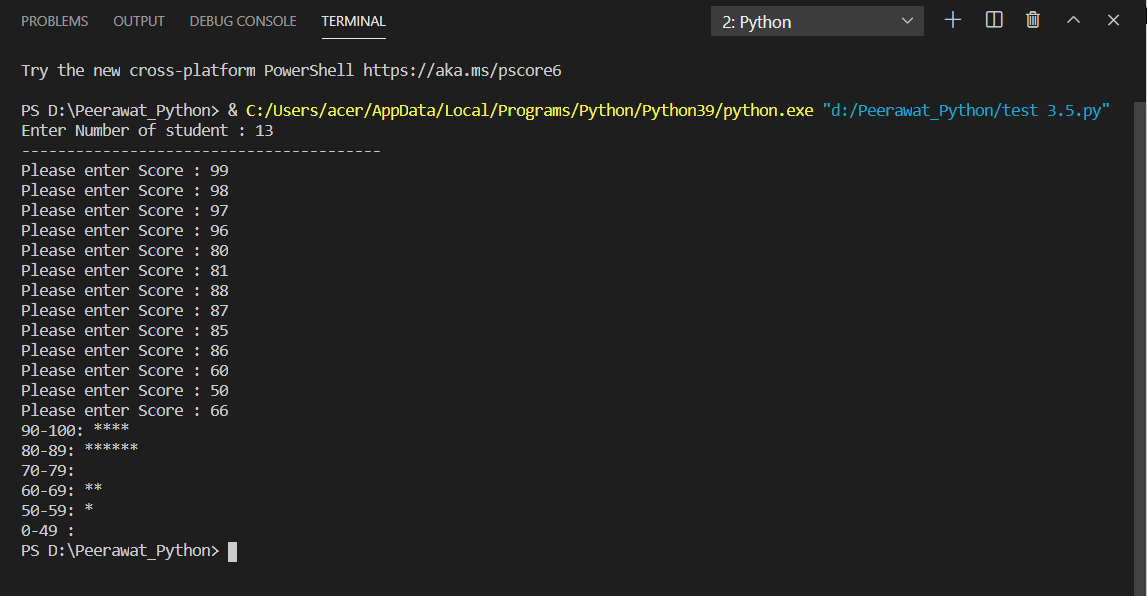 PROBLEMS OUTPUT DEBUG CONSOLE TERMINAL 2: Python
Try the new cross-platform PowerShell https://aka.ms/pscore6
PS D:\Peerawat_Python> & C:/Users/acer/AppData/Local/Programs/Python/Python39/python.exe "d:/Peerawat_Python/test 3.5.py"
Enter Number of student : 13
----------------------------------------
Please enter Score : 99
Please enter Score : 98
Please enter Score : 97
Please enter Score : 96
Please enter Score : 80
Please enter Score : 81
Please enter Score : 88
Please enter Score : 87
Please enter Score : 85
Please enter Score : 86
Please enter Score : 60
Please enter Score : 50
Please enter Score : 66
90-100: ****
80-89: ******
70-79:
60-69: **
50-59: *
0-49 :
PS D:\Peerawat_Python>